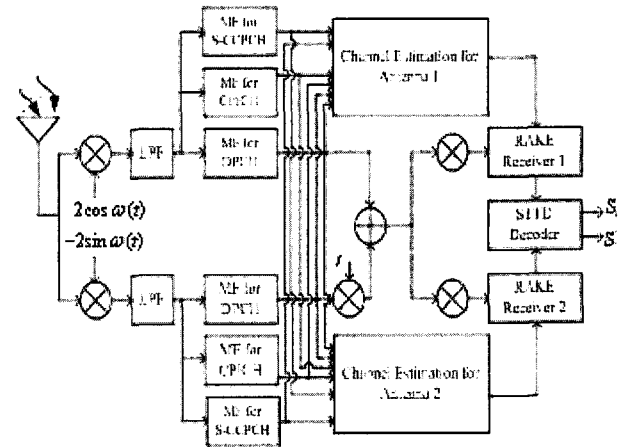 MF for
S-CCPCH
MF for
CPICH
MF for
DPCH
LPF
2cos ω(t)
−2sin ω(t)
LPF
MF for
DPCH
MF for
CPICH
MF for
S-CCPCH
Channel Estimation for
Antenna 1
j
Channel Estimation for
Antenna 2
RAKE
Receiver 1
STTD
Decoder
RAKE
Receiver 2